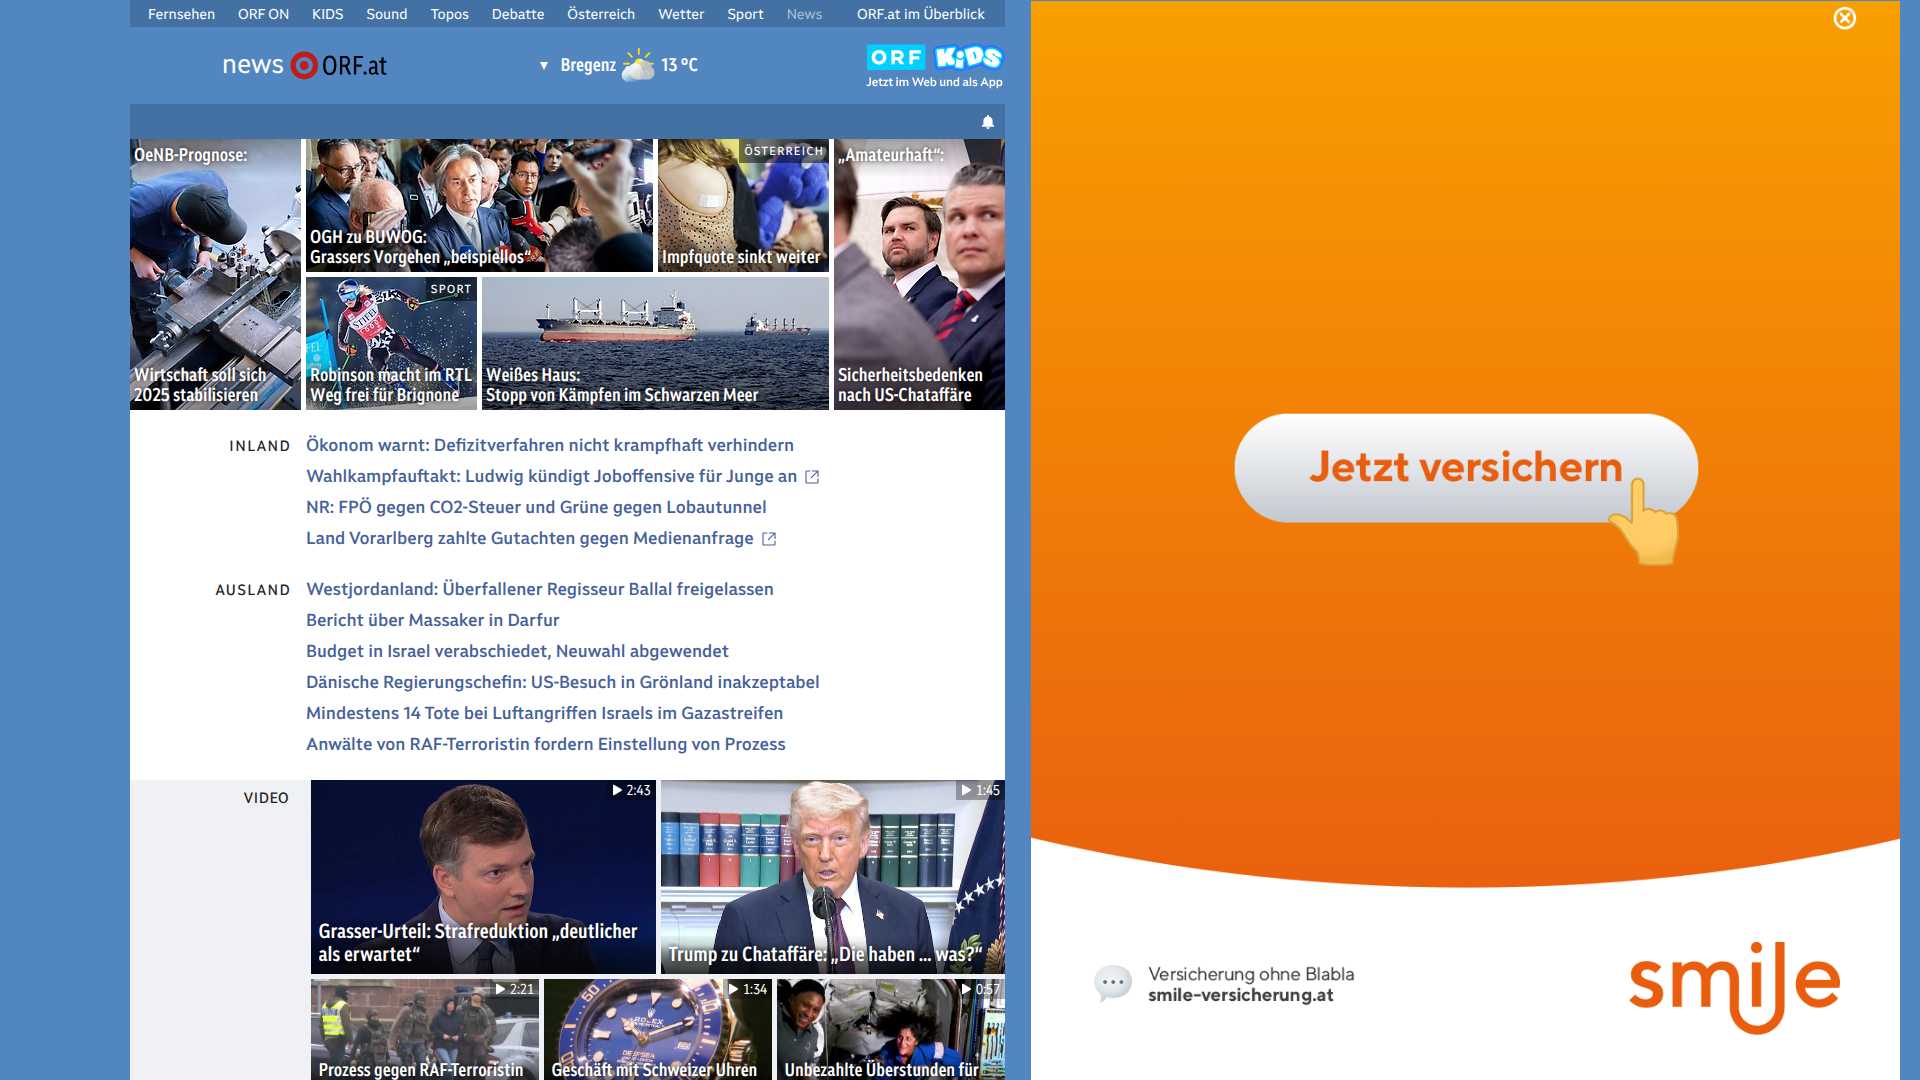 Fernsehen ORF ON KIDS Sound Topos Debatte Österreich Wetter Sport News ORF.at im Überblick
news ORF.at
Bregenz 13 °C
ORF KiDS
Jetzt im Web und als App
OeNB-Prognose:
Wirtschaft soll sich
2025 stabilisieren
OGH zu BUWOG:
Grassers Vorgehen „beispiellos“
ÖSTERREICH
Impfquote sinkt weiter
„Amateurhaft“:
Sicherheitsbedenken
nach US-Chataffäre
SPORT
STIFEL
Robinson macht im RTL
Weg frei für Brignone
Weißes Haus:
Stopp von Kämpfen im Schwarzen Meer
INLAND
Ökonom warnt: Defizitverfahren nicht krampfhaft verhindern
Wahlkampfauftakt: Ludwig kündigt Joboffensive für Junge an
NR: FPÖ gegen CO2-Steuer und Grüne gegen Lobautunnel
Land Vorarlberg zahlte Gutachten gegen Medienanfrage
AUSLAND
Westjordanland: Überfallener Regisseur Ballal freigelassen
Bericht über Massaker in Darfur
Budget in Israel verabschiedet, Neuwahl abgewendet
Dänische Regierungschefin: US-Besuch in Grönland inakzeptabel
Mindestens 14 Tote bei Luftangriffen Israels im Gazastreifen
Anwälte von RAF-Terroristin fordern Einstellung von Prozess
VIDEO
2:43
Grasser-Urteil: Strafreduktion „deutlicher
als erwartet“
1:45
Trump zu Chataffäre: „Die haben ... was?“
2:21
Prozess gegen RAF-Terroristin
1:34
60
50
ROLEX
DEEPSEA
Geschäft mit Schweizer Uhren
0:57
Unbezahlte Überstunden für
Jetzt versichern
Versicherung ohne Blabla
smile-versicherung.at
smile